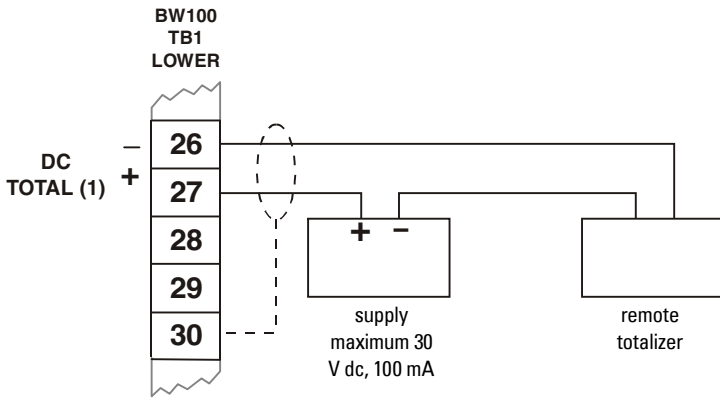 BW100
TB1
LOWER
DC
TOTAL (1)
–
+
26
27
28
29
30
+ –
supply
maximum 30
V dc, 100 mA
remote
totalizer